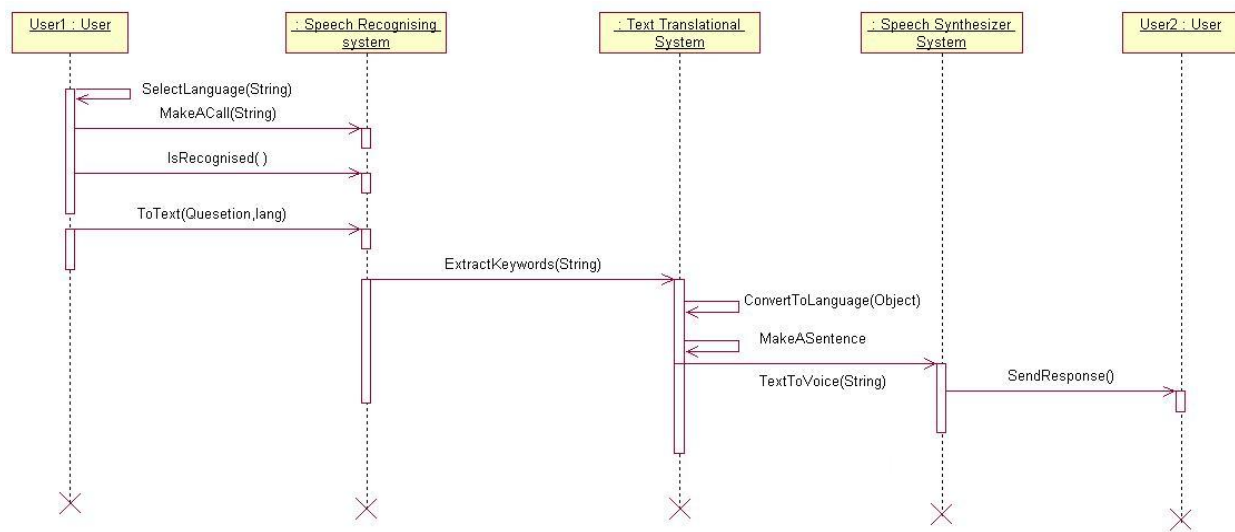 User1 : User
: Speech Recognising
system
: Text Translational
System
: Speech Synthesizer
System
User2 : User
SelectLanguage(String)
MakeACall(String)
IsRecognised( )
ToText(Quesetion,lang)
ExtractKeywords(String)
ConvertToLanguage(Object)
MakeASentence
TextToVoice(String)
SendResponse()